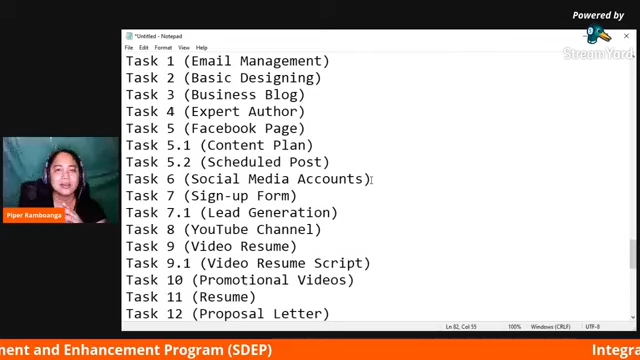 Powered by
StreamYard
*Untitled - Notepad
File Edit Format View Help
Task 1 (Email Management)
Task 2 (Basic Designing)
Task 3 (Business Blog)
Task 4 (Expert Author)
Task 5 (Facebook Page)
Task 5.1 (Content Plan)
Task 5.2 (Scheduled Post)
Task 6 (Social Media Accounts)
Task 7 (Sign-up Form)
Task 7.1 (Lead Generation)
Task 8 (YouTube Channel)
Task 9 (Video Resume)
Task 9.1 (Video Resume Script)
Task 10 (Promotional Videos)
Task 11 (Resume)
Task 12 (Proposal Letter)
Piper Ramboanga
Ln 82, Col 55 100% Windows (CRLF) UTF-8
ment and Enhancement Program (SDEP) Integra